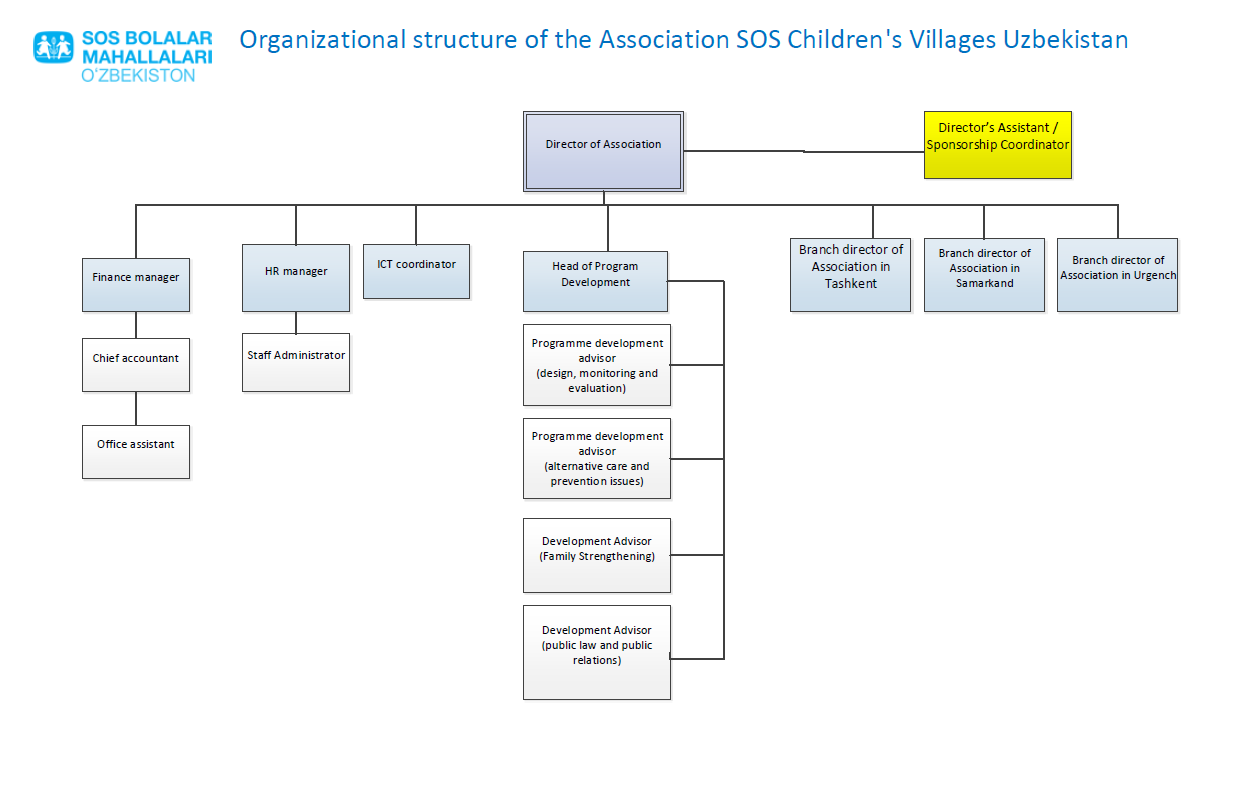 SOS BOLALAR
MAHALLALARI
O‘ZBEKISTON
Organizational structure of the Association SOS Children's Villages Uzbekistan
Director of Association
Director’s Assistant /
Sponsorship Coordinator
Finance manager
HR manager
ICT coordinator
Head of Program
Development
Branch director of
Association in
Tashkent
Branch director of
Association in
Samarkand
Branch director of
Association in Urgench
Chief accountant
Staff Administrator
Programme development
advisor
(design, monitoring and
evaluation)
Office assistant
Programme development
advisor
(alternative care and
prevention issues)
Development Advisor
(Family Strengthening)
Development Advisor
(public law and public
relations)